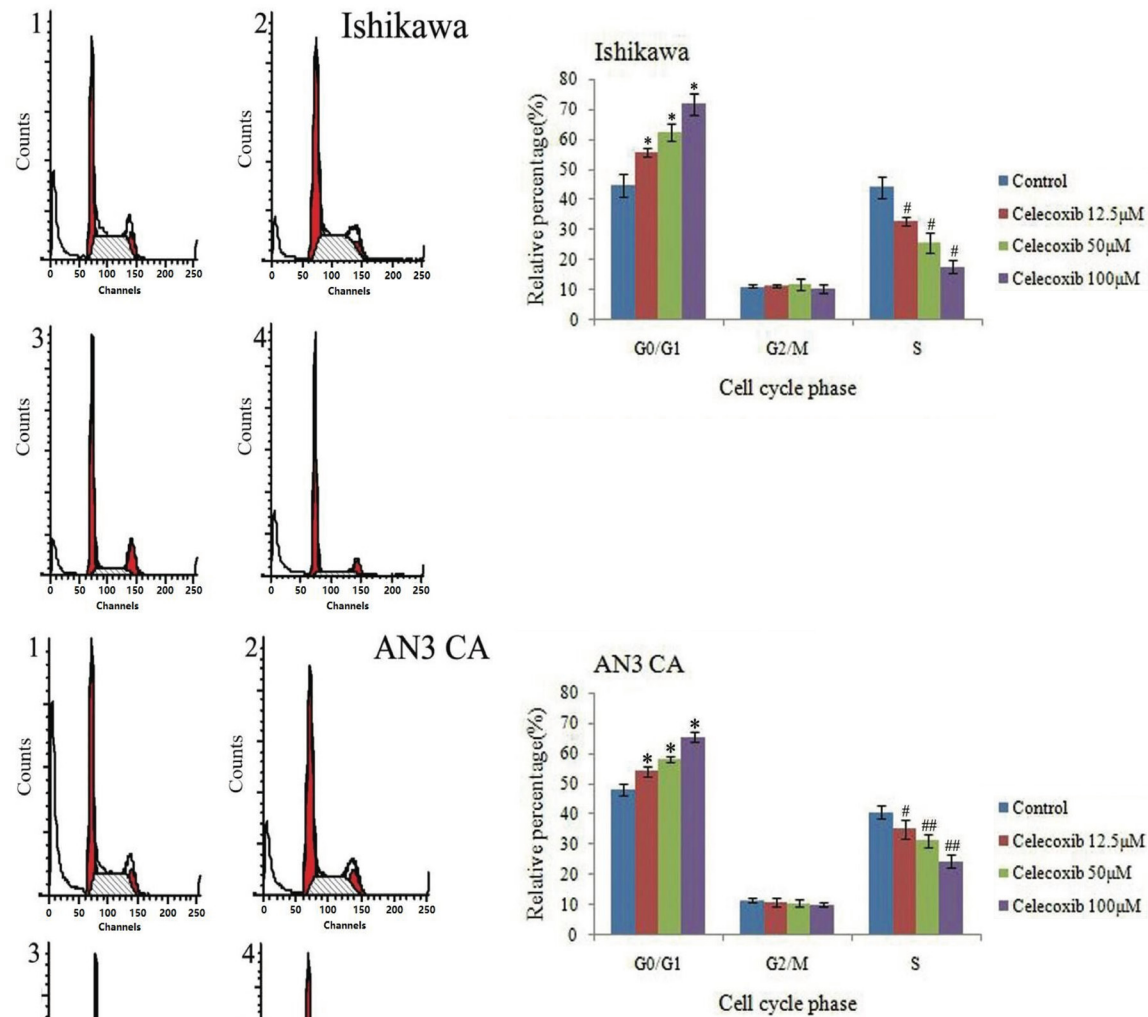 1
Counts
0 50 100 150 200 250
Channels
2
Ishikawa
Counts
0 50 100 150 200 250
Channels
3
Counts
0 50 100 150 200 250
Channels
4
Counts
0 50 100 150 200 250
Channels
Ishikawa
Relative percentage(%)
80
70
60
50
40
30
20
10
0
* * *
# # #
G0/G1 G2/M S
Cell cycle phase
Control
Celecoxib 12.5μM
Celecoxib 50μM
Celecoxib 100μM
1
Counts
0 50 100 150 200 250
Channels
2
AN3 CA
Counts
0 50 100 150 200 250
Channels
3
4
AN3 CA
Relative percentage(%)
80
70
60
50
40
30
20
10
0
* * *
# ## ##
G0/G1 G2/M S
Cell cycle phase
Control
Celecoxib 12.5μM
Celecoxib 50μM
Celecoxib 100μM